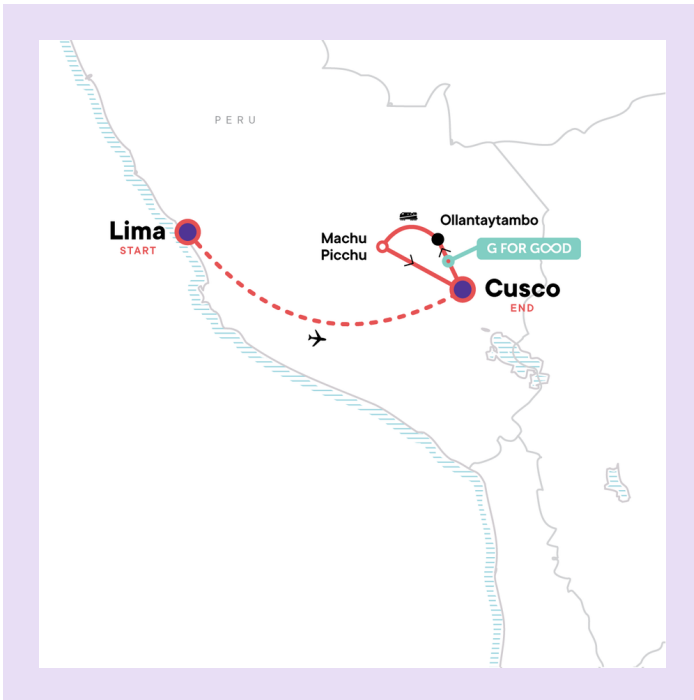 PERU
Lima
START
Machu
Picchu
Ollantaytambo
G FOR GOOD
Cusco
END